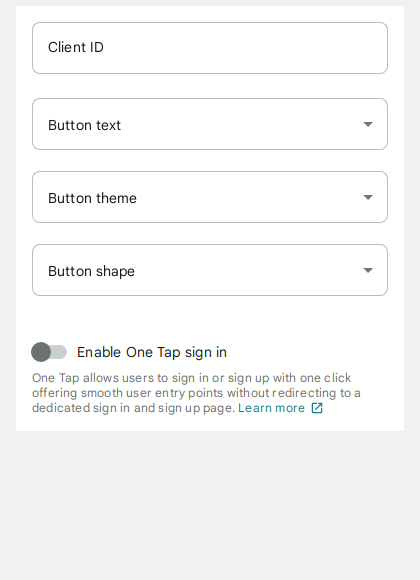 Client ID
Button text
Button theme
Button shape
Enable One Tap sign in
One Tap allows users to sign in or sign up with one click
offering smooth user entry points without redirecting to a
dedicated sign in and sign up page. Learn more